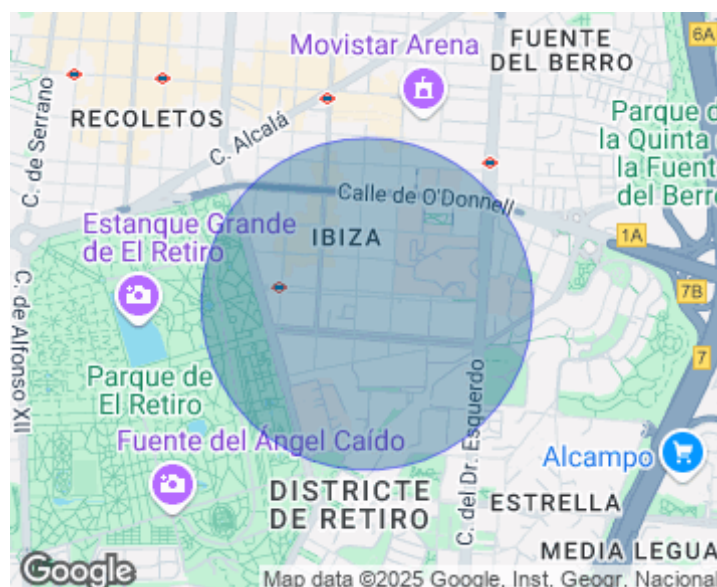 Movistar Arena
FUENTE
DEL BERRO
6A
RECOLETOS
C. de Serrano
C. Alcalá
Parque d
la Quinta
la Fuent
del Berro
Calle de O'Donnell
Estanque Grande
de El Retiro
IBIZA
1A
7B
C. de Alfonso XII
7
Parque de
El Retiro
C. del Dr. Esquerdo
Fuente del Ángel Caído
Alcampo
DISTRICTE
DE RETIRO
ESTRELLA
MEDIA LEGUA
Google
Map data ©2025 Google, Inst. Geogr. Nacional